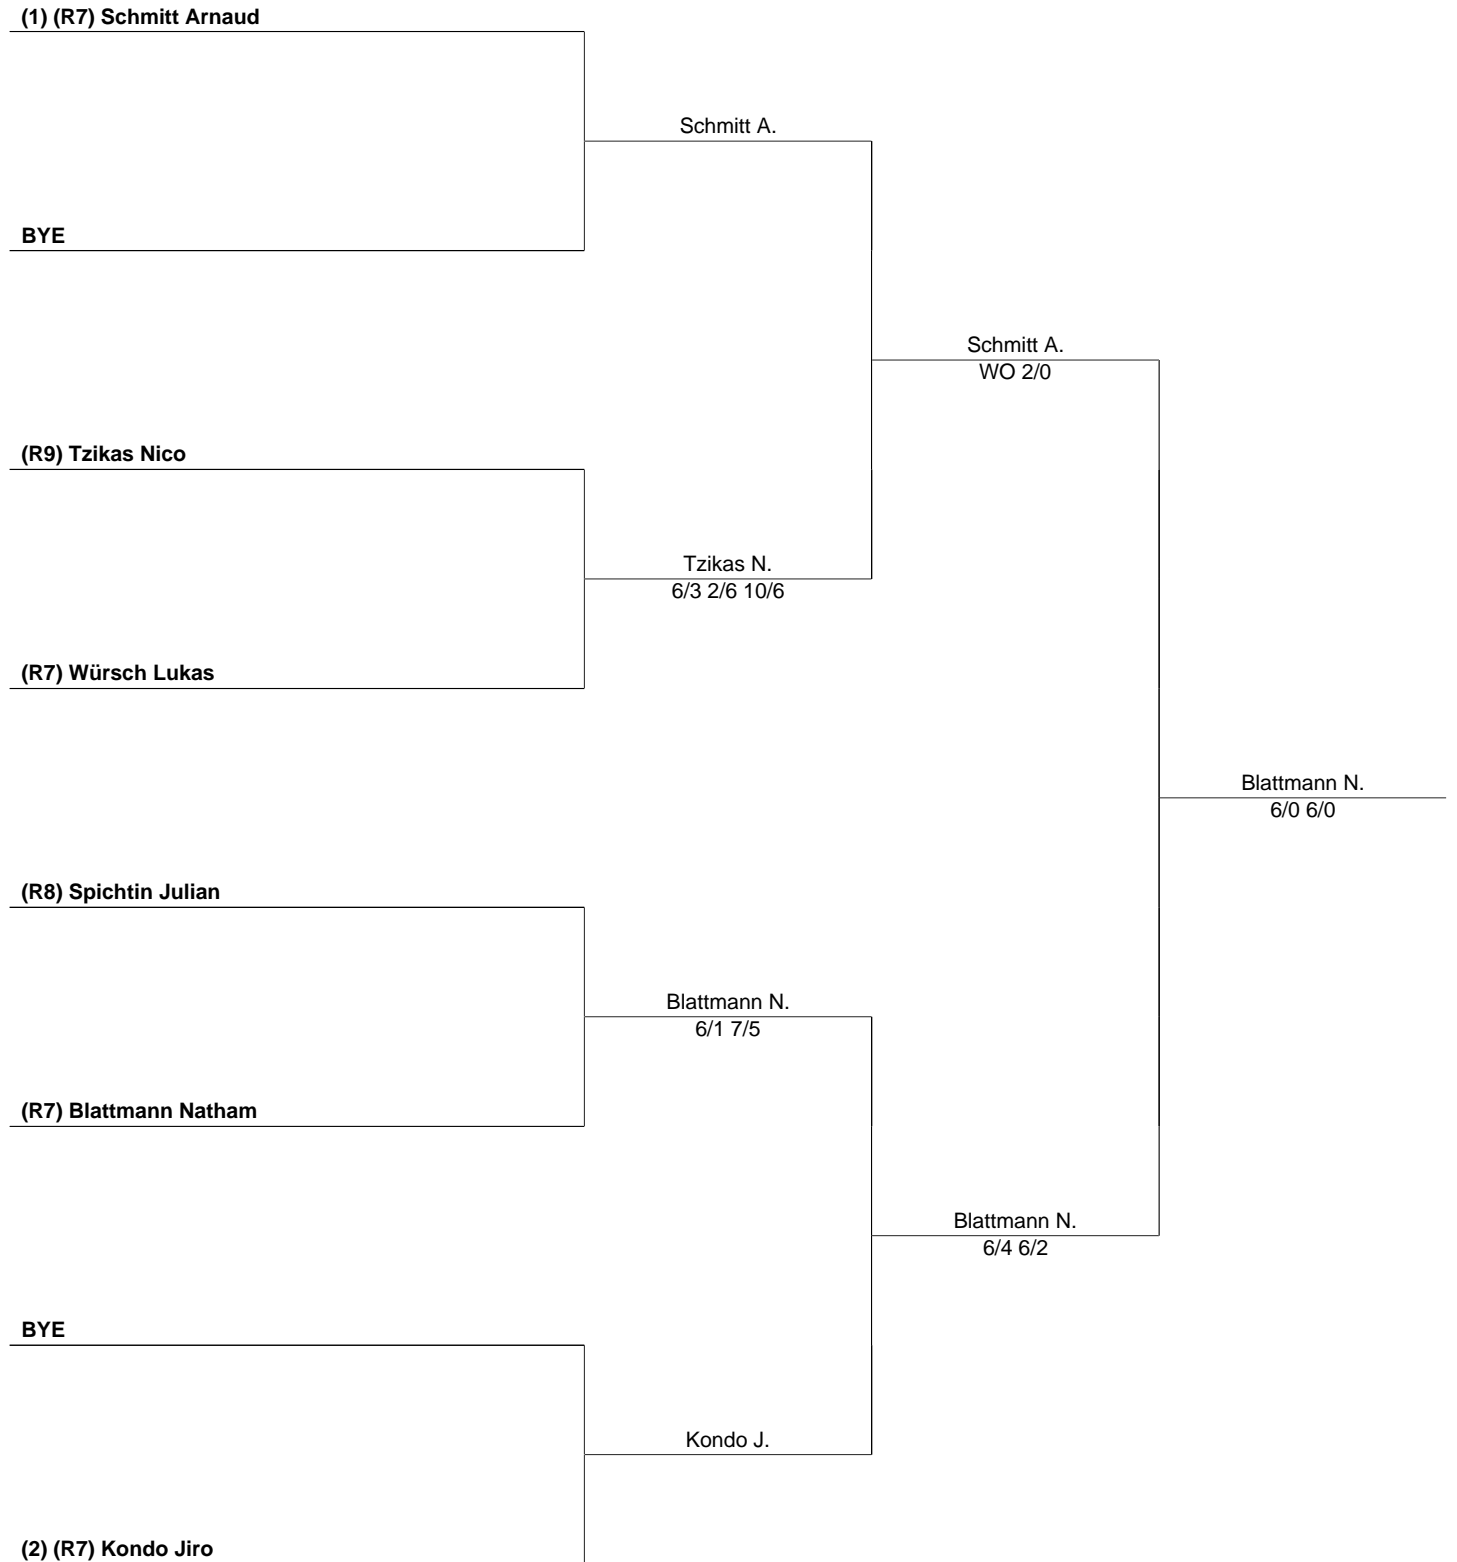 (1) (R7) Schmitt Arnaud
Schmitt A.
BYE
Schmitt A.
WO 2/0
(R9) Tzikas Nico
Tzikas N.
6/3 2/6 10/6
(R7) Würsch Lukas
Blattmann N.
6/0 6/0
(R8) Spichtin Julian
Blattmann N.
6/1 7/5
(R7) Blattmann Natham
Blattmann N.
6/4 6/2
BYE
Kondo J.
(2) (R7) Kondo Jiro